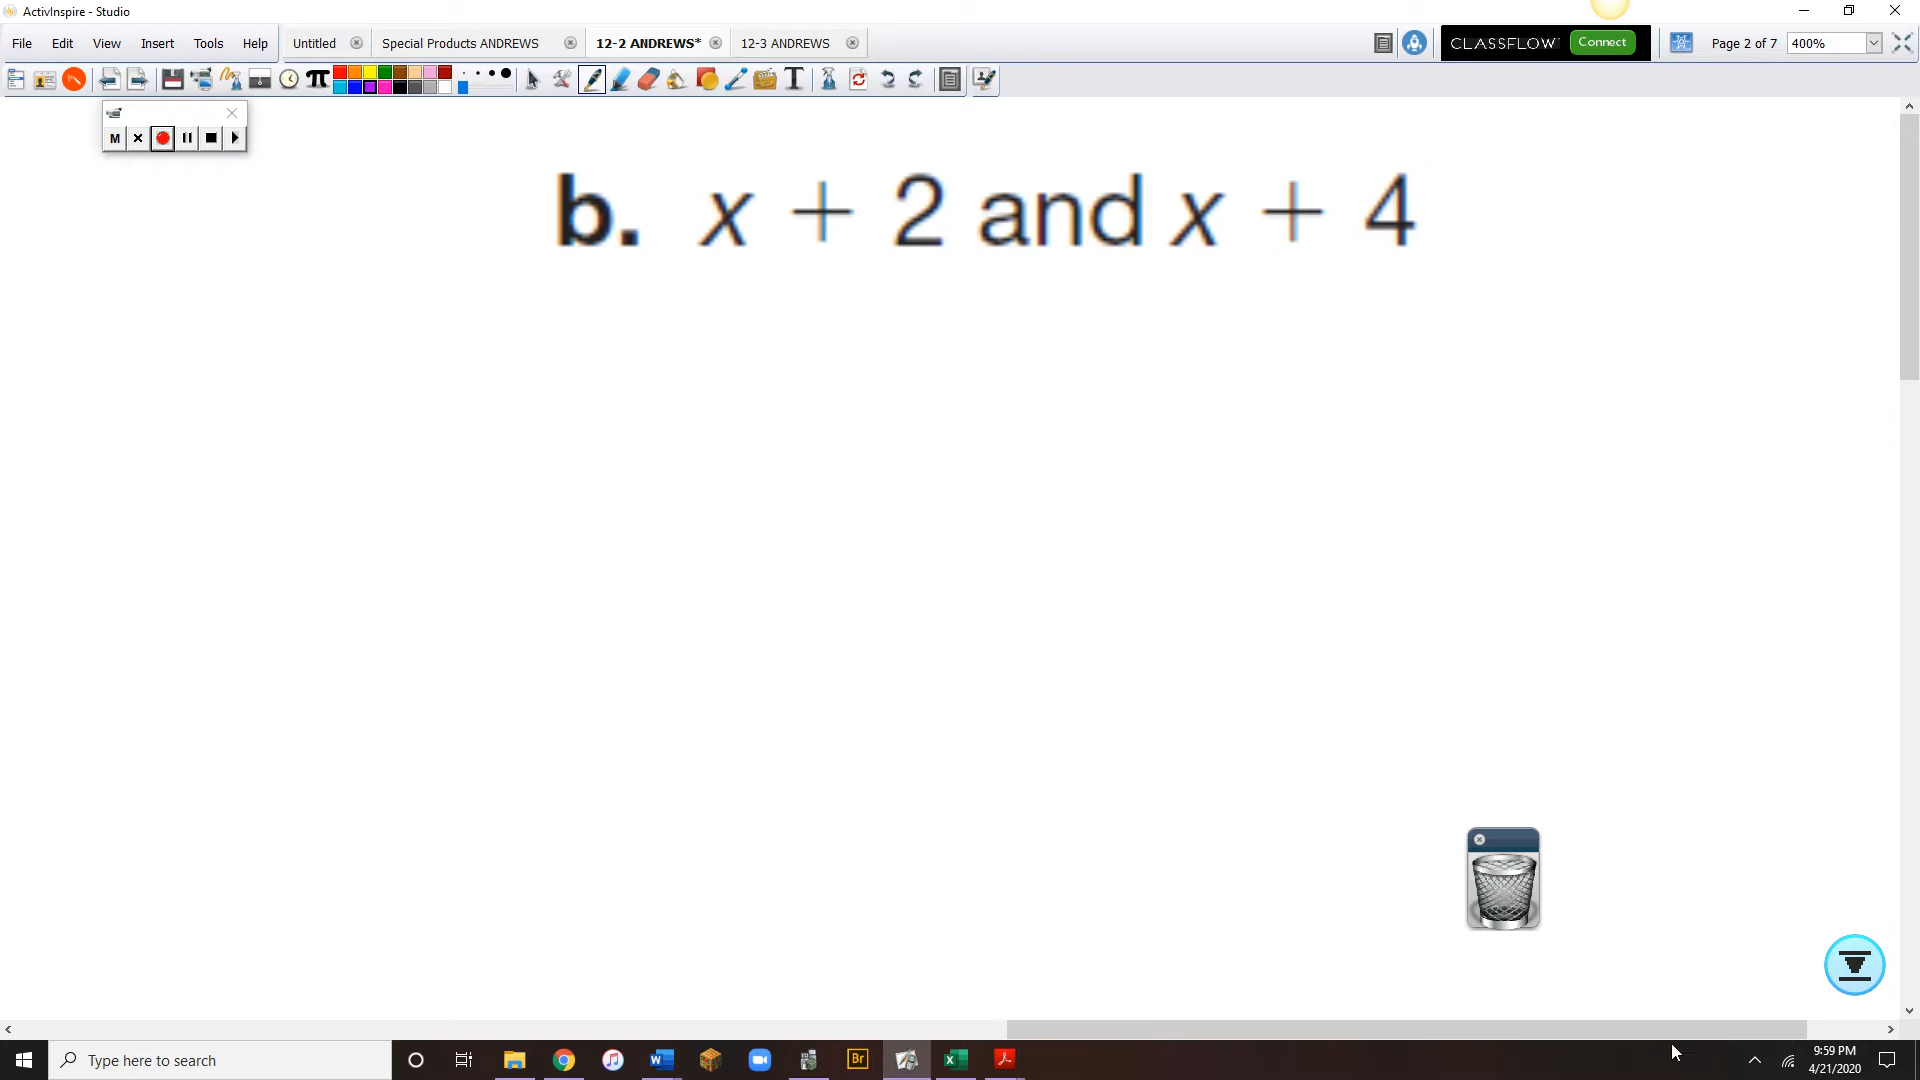 ActivInspire - Studio
File Edit View Insert Tools Help Untitled Special Products ANDREWS 12-2 ANDREWS* 12-3 ANDREWS CLASSFLOW Connect Page 2 of 7 400%
π T
M
b. x + 2 and x + 4
Type here to search W Br X 9:59 PM
4/21/2020